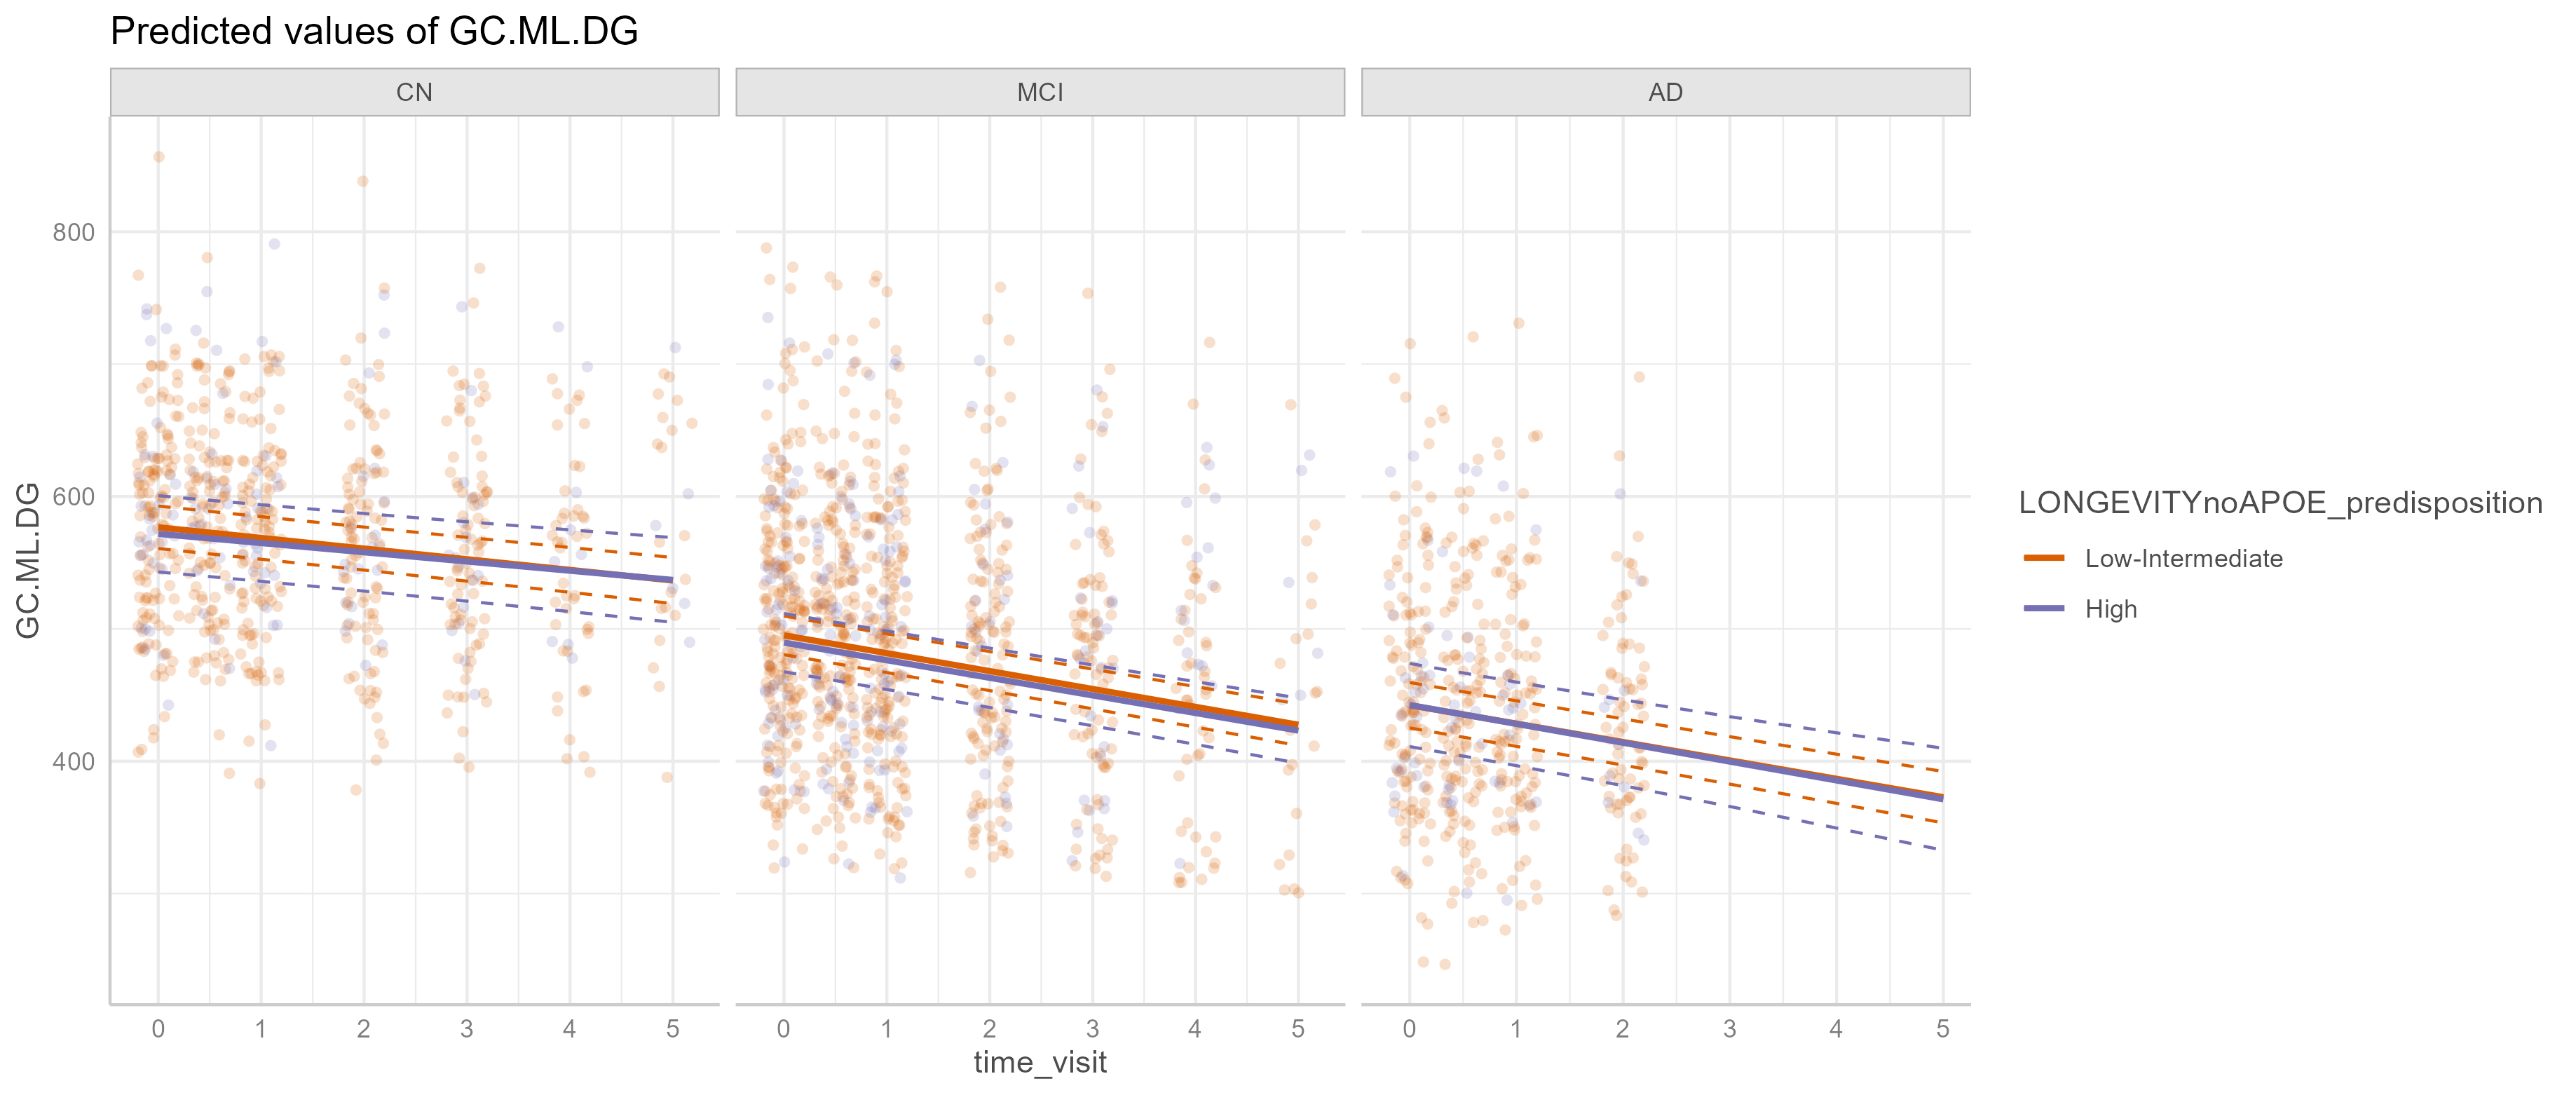 Predicted values of GC.ML.DG
CN
MCI
AD
800
600
400
GC.ML.DG
0 1 2 3 4 5
0 1 2 3 4 5
0 1 2 3 4 5
time_visit
LONGEVITYnoAPOE_predisposition
Low-Intermediate
High